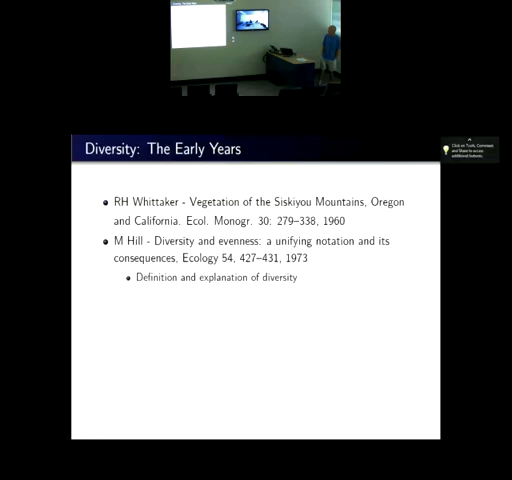 Diversity: The Early Years
RH Whittaker - Vegetation of the Siskiyou Mountains, Oregon
and California. Ecol. Monogr. 30: 279–338, 1960
M Hill - Diversity and evenness: a unifying notation and its
consequences, Ecology 54, 427–431, 1973
Definition and explanation of diversity
Click on Tools, Comment
and Share to access
additional features.